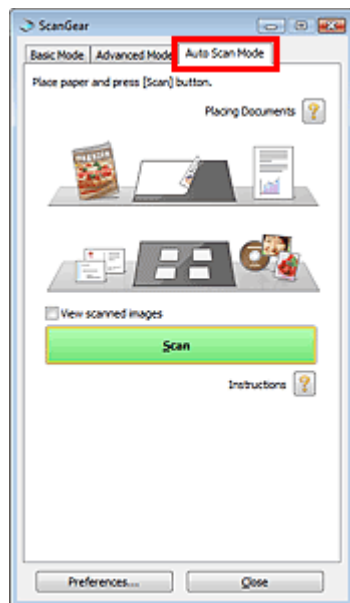 ScanGear
Basic Mode Advanced Mode Auto Scan Mode
Place paper and press [Scan] button.
Placing Documents
View scanned images
Scan
Instructions
Preferences... Close